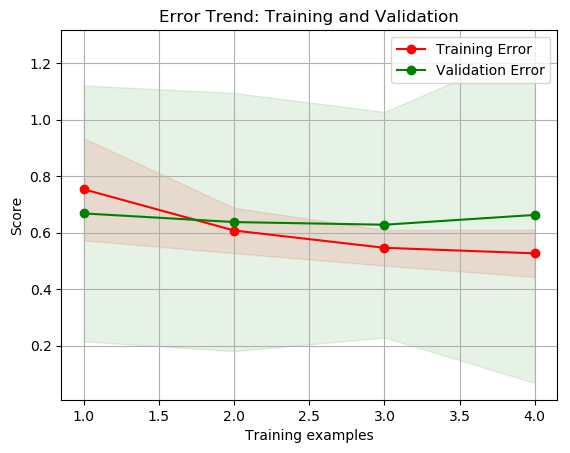 Error Trend: Training and Validation
Training Error
Validation Error
Score
1.2
1.0
0.8
0.6
0.4
0.2
1.0 1.5 2.0 2.5 3.0 3.5 4.0
Training examples